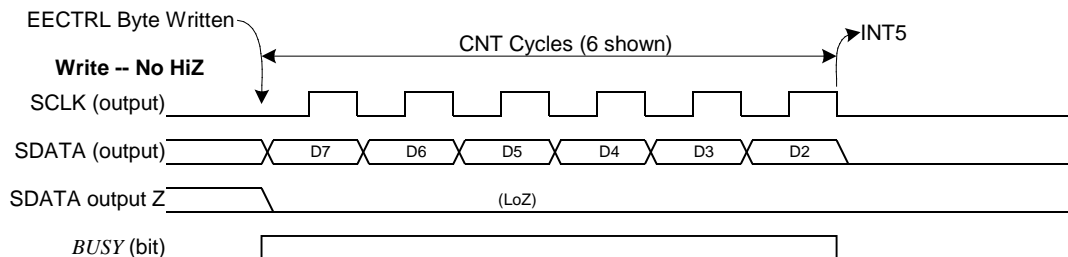 EECTRL Byte Written
INT5
CNT Cycles (6 shown)
Write -- No HiZ
SCLK (output)
SDATA (output)
D7 D6 D5 D4 D3 D2
SDATA output Z
(LoZ)
BUSY (bit)